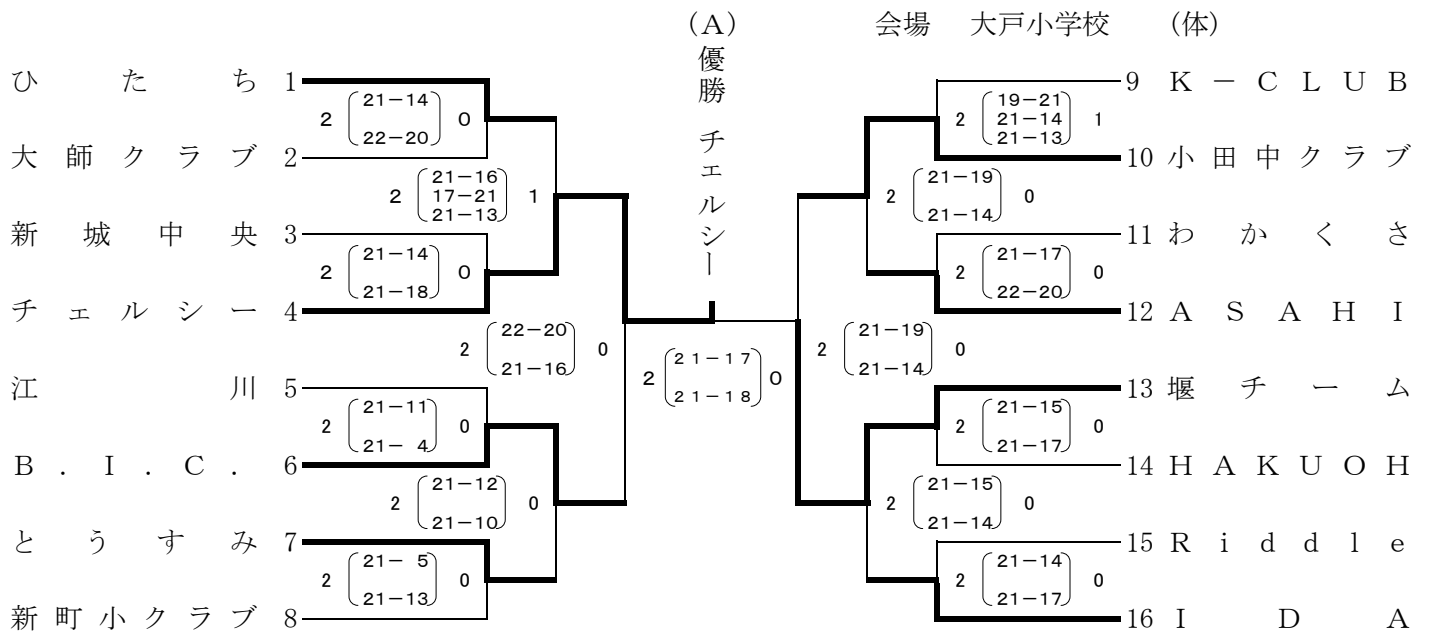 （A） 会場 大戸小学校 （体）
優勝 チェルシー
ひたち 1
2 21－14 0
22－20
大師クラブ 2
2 21－16 1
17－21
21－13
新城中央 3
2 21－14 0
21－18
チェルシー 4
2 22－20 0
21－16
江川 5
2 21－11 0
21－ 4
B．I．C． 6
2 21－12 0
21－10
とうすみ 7
2 21－ 5 0
21－13
新町小クラブ 8
2 21－17 0
21－18
9 K－CLUB
2 19－21 1
21－14
21－13
10 小田中クラブ
2 21－19 0
21－14
11 わかくさ
2 21－17 0
22－20
12 ASAHI
2 21－19 0
21－14
13 堰チーム
2 21－15 0
21－17
14 HAKUOH
2 21－15 0
21－14
15 Riddle
2 21－14 0
21－17
16 IDA